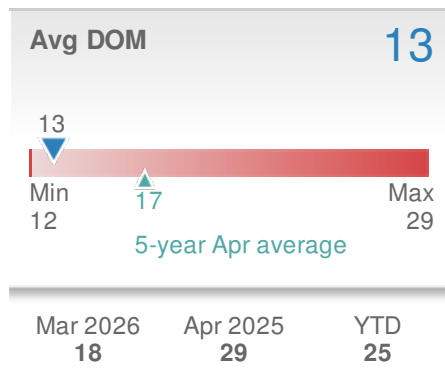 Avg DOM 13
13
17
Min Max
12 29
5-year Apr average
Mar 2026 Apr 2025 YTD
18 29 25